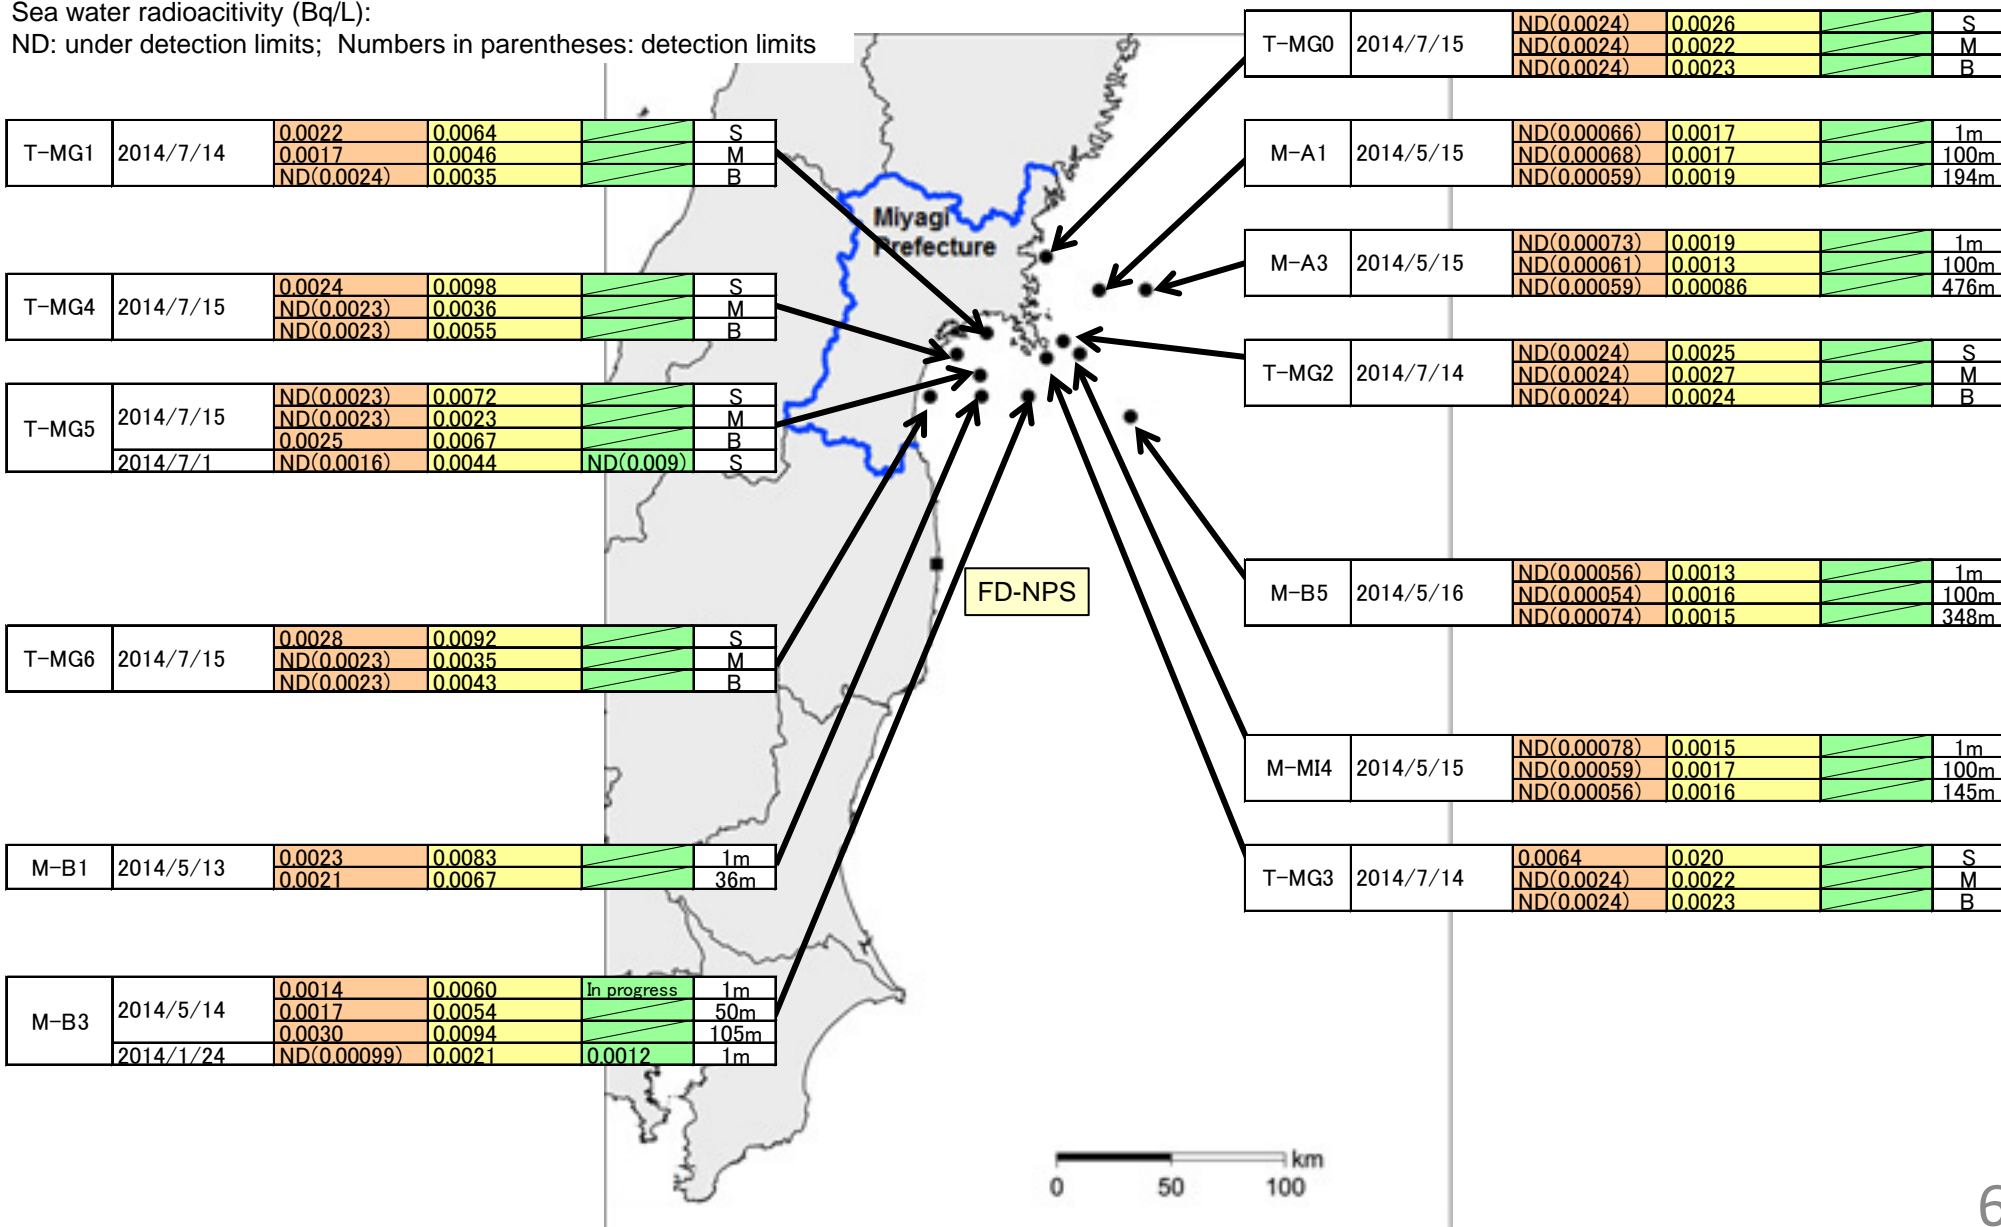 Sea water radioacitivity (Bq/L):
ND: under detection limits; Numbers in parentheses: detection limits
T-MG1 2014/7/14
0.0022 0.0064 S
0.0017 0.0046 M
ND(0.0024) 0.0035 B
T-MG4 2014/7/15
0.0024 0.0098 S
ND(0.0023) 0.0036 M
ND(0.0023) 0.0055 B
T-MG5 2014/7/15
ND(0.0023) 0.0072 S
ND(0.0023) 0.0023 M
0.0025 0.0067 B
2014/7/1 ND(0.0016) 0.0044 ND(0.009) S
T-MG6 2014/7/15
0.0028 0.0092 S
ND(0.0023) 0.0035 M
ND(0.0023) 0.0043 B
M-B1 2014/5/13
0.0023 0.0083 1m
0.0021 0.0067 36m
M-B3 2014/5/14
0.0014 0.0060 In progress 1m
0.0017 0.0054 50m
0.0030 0.0094 105m
2014/1/24 ND(0.00099) 0.0021 0.0012 1m
Miyagi
Prefecture
FD-NPS
T-MG0 2014/7/15
ND(0.0024) 0.0026 S
ND(0.0024) 0.0022 M
ND(0.0024) 0.0023 B
M-A1 2014/5/15
ND(0.00066) 0.0017 1m
ND(0.00068) 0.0017 100m
ND(0.00059) 0.0019 194m
M-A3 2014/5/15
ND(0.00073) 0.0019 1m
ND(0.00061) 0.0013 100m
ND(0.00059) 0.00086 476m
T-MG2 2014/7/14
ND(0.0024) 0.0025 S
ND(0.0024) 0.0027 M
ND(0.0024) 0.0024 B
M-B5 2014/5/16
ND(0.00056) 0.0013 1m
ND(0.00054) 0.0016 100m
ND(0.00074) 0.0015 348m
M-MI4 2014/5/15
ND(0.00078) 0.0015 1m
ND(0.00059) 0.0017 100m
ND(0.00056) 0.0016 145m
T-MG3 2014/7/14
0.0064 0.020 S
ND(0.0024) 0.0022 M
ND(0.0024) 0.0023 B
km
0 50 100
6